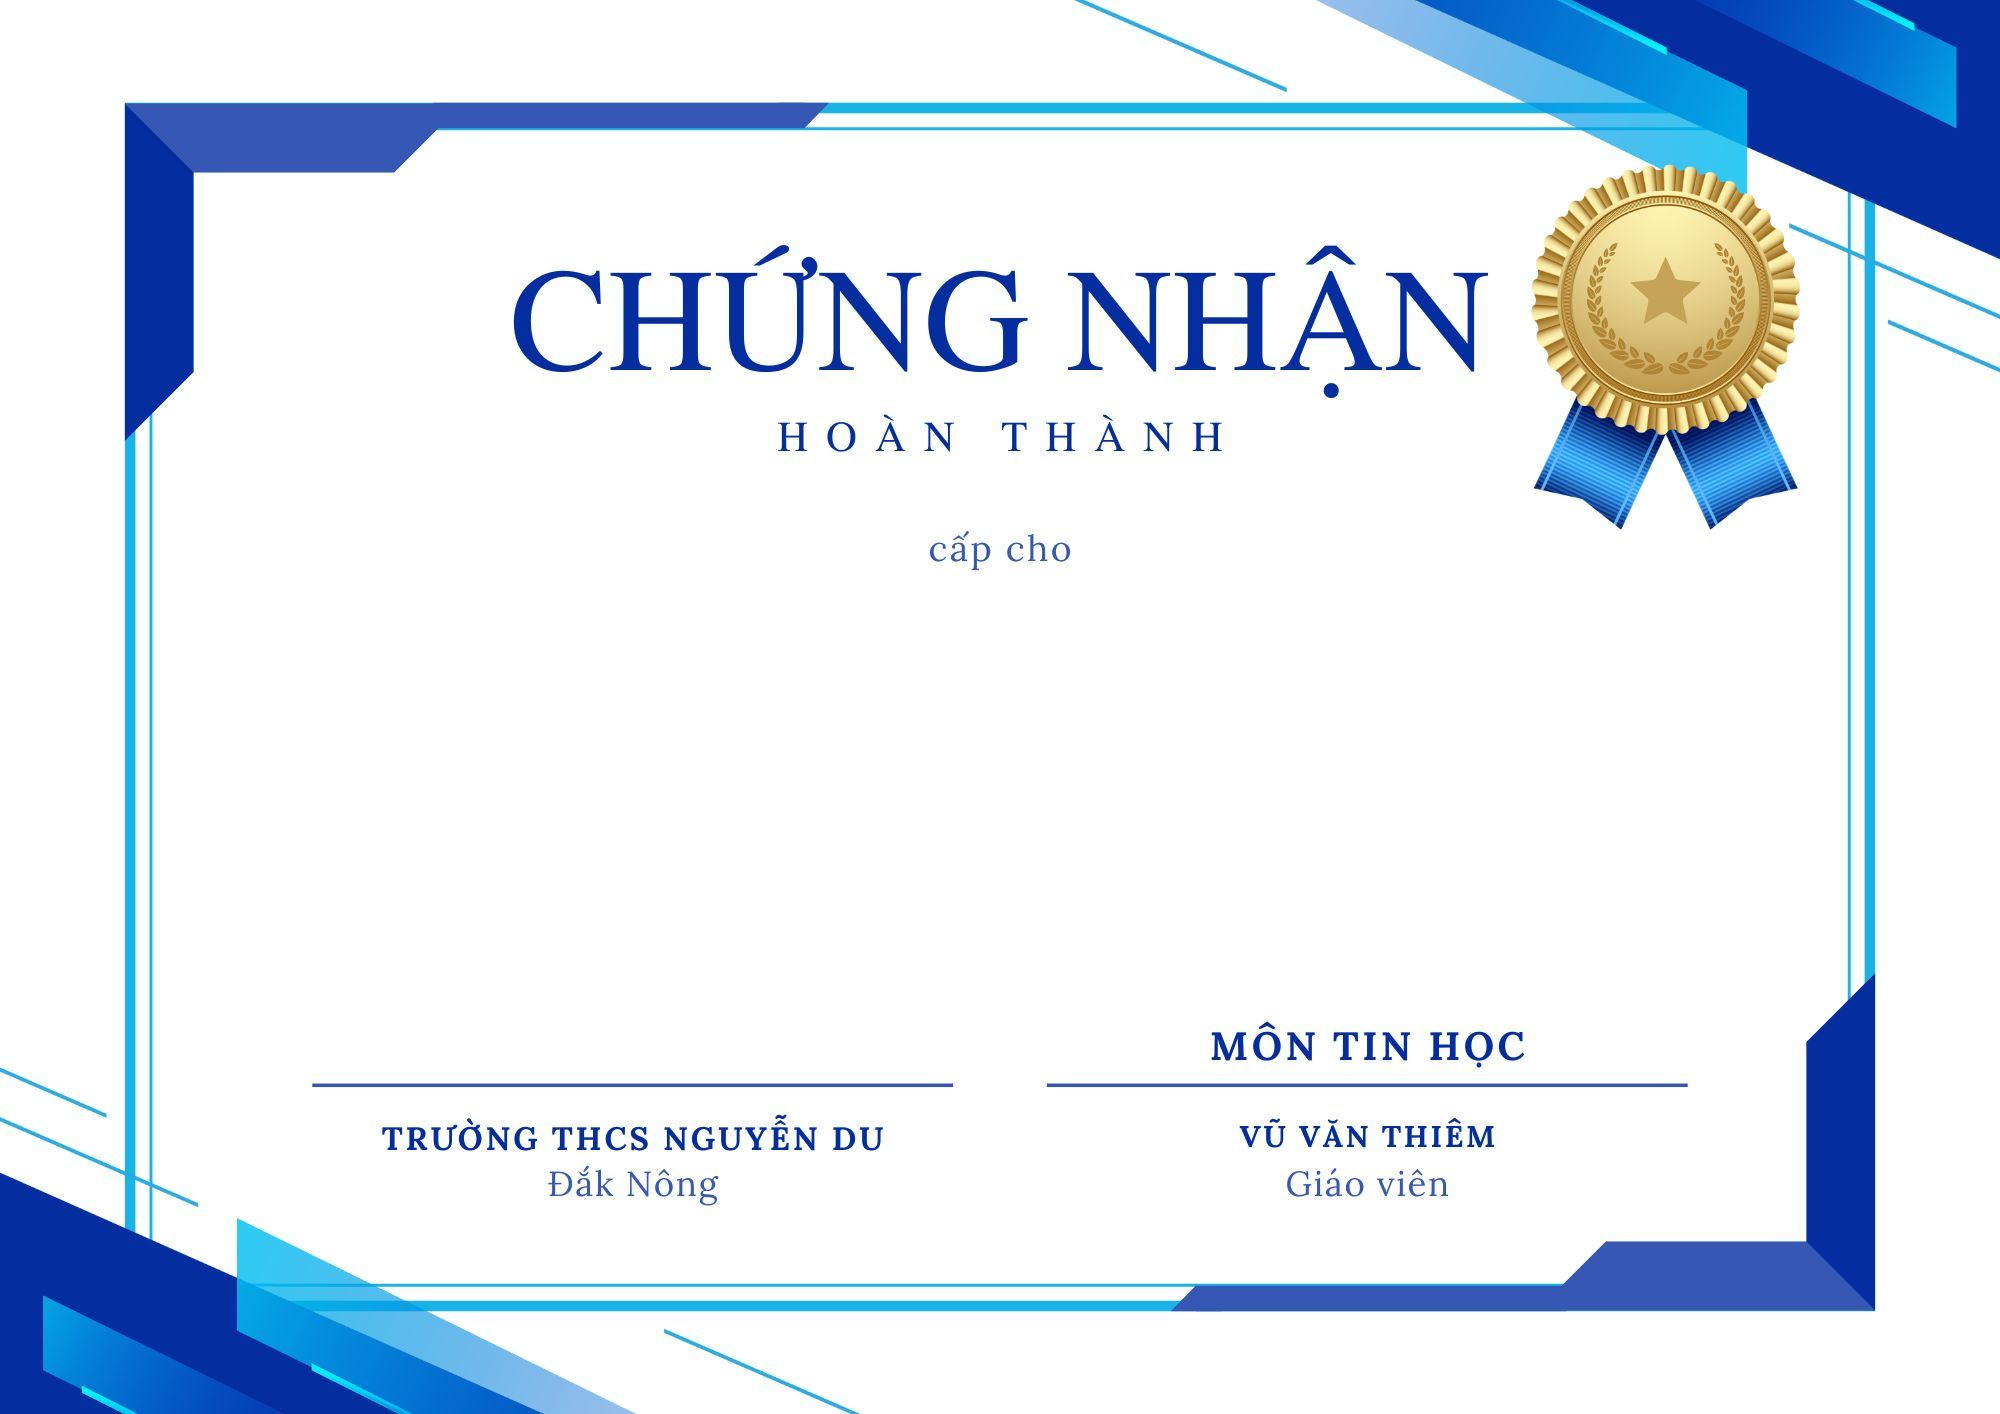 CHỨNG NHẬN
HOÀN THÀNH
cấp cho
MÔN TIN HỌC
TRƯỜNG THCS NGUYỄN DU
Đắk Nông
VŨ VĂN THIÊM
Giáo viên